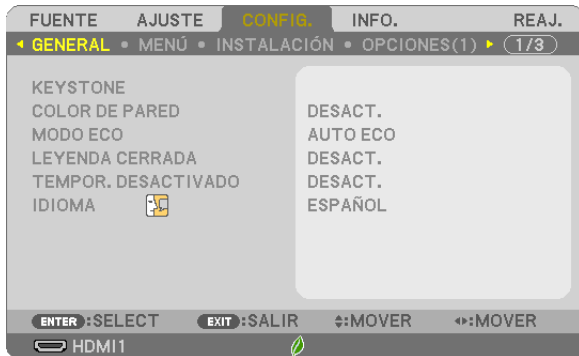 FUENTE AJUSTE CONFIG. INFO. REAJ.
GENERAL • MENÚ • INSTALACIÓN • OPCIONES(1) 1/3
KEYSTONE
COLOR DE PARED DESACT.
MODO ECO AUTO ECO
LEYENDA CERRADA DESACT.
TEMPOR. DESACTIVADO DESACT.
IDIOMA ESPAÑOL
ENTER :SELECT EXIT :SALIR :MOVER :MOVER
HDMI1